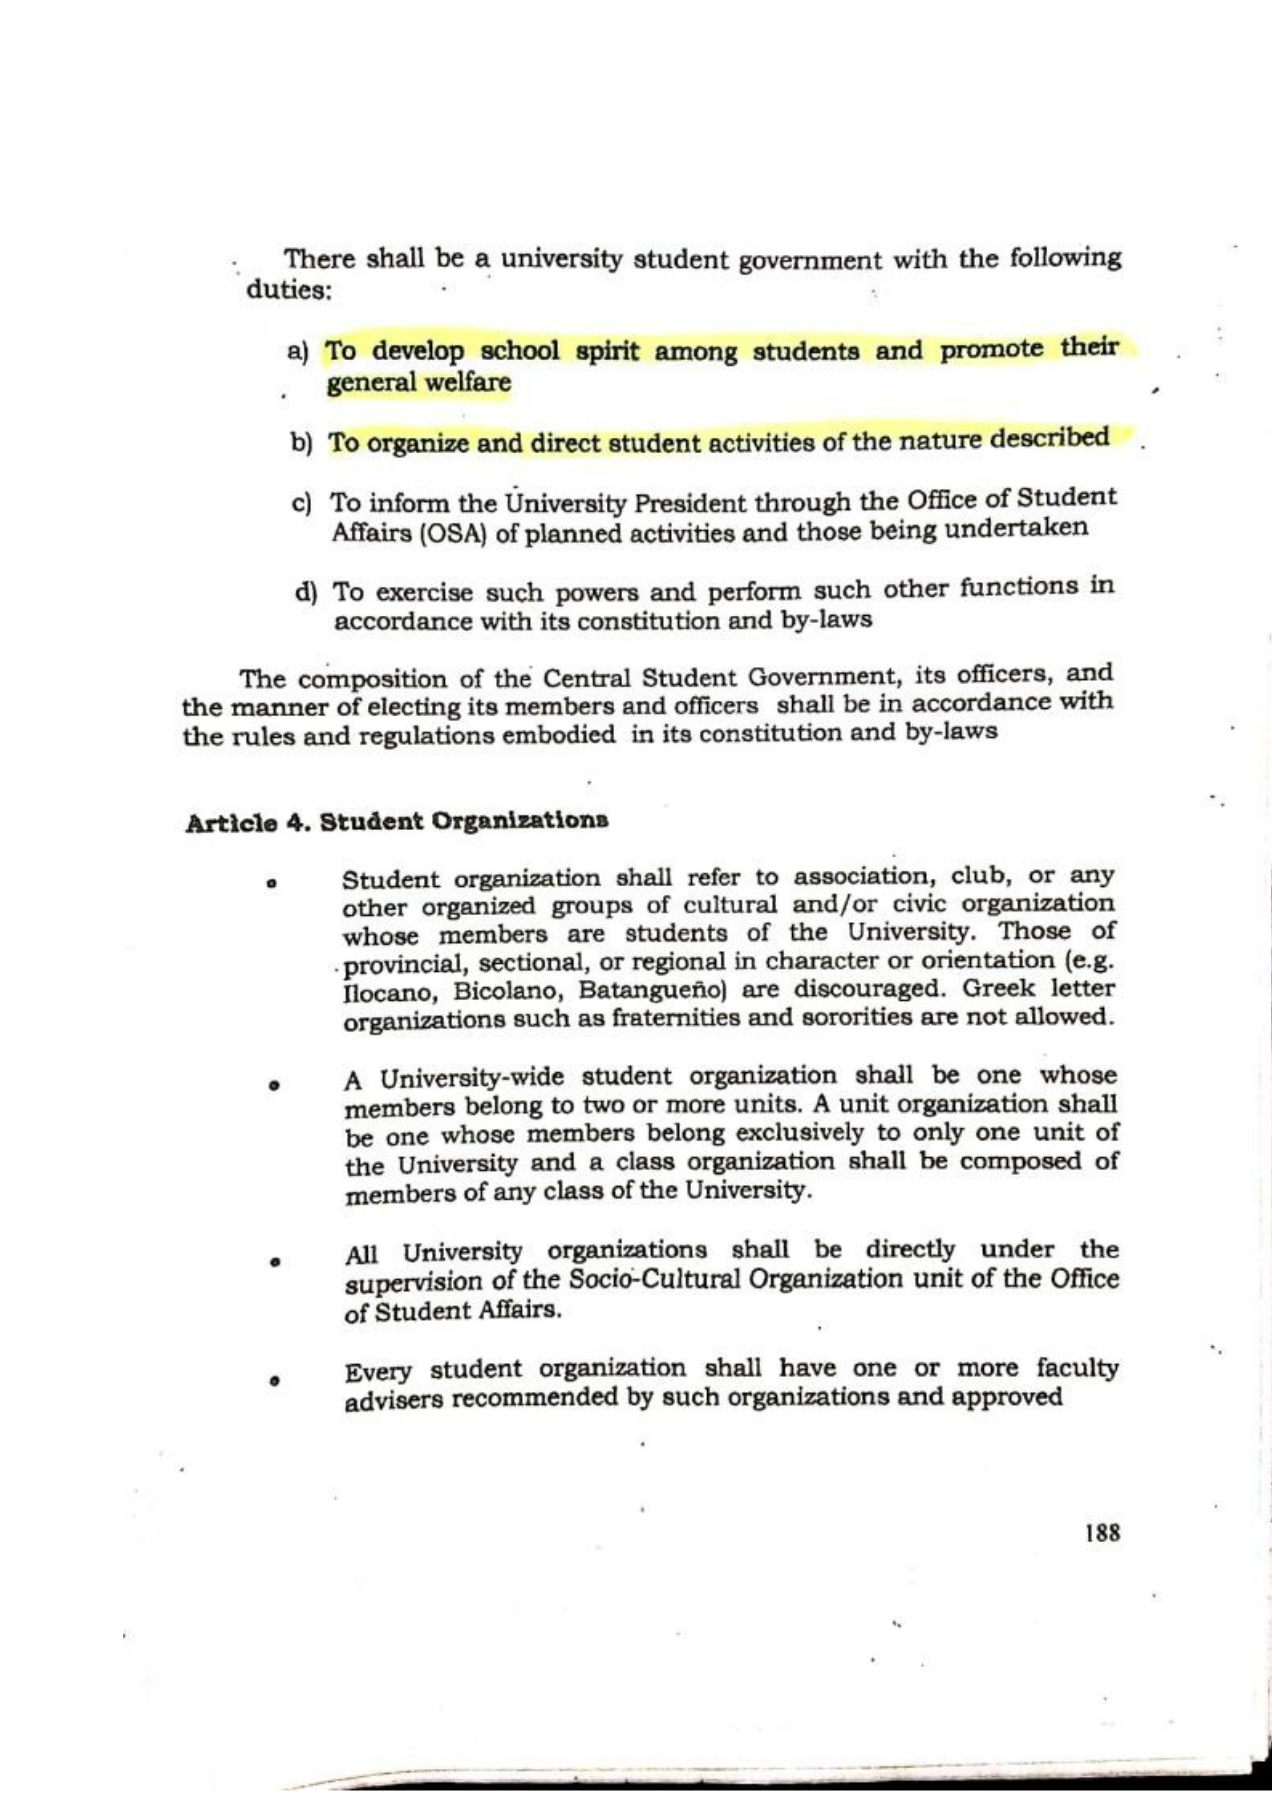 There shall be a university student government with the following
duties:
a) To develop school spirit among students and promote their
general welfare
b) To organize and direct student activities of the nature described
c) To inform the University President through the Office of Student
Affairs (OSA) of planned activities and those being undertaken
d) To exercise such powers and perform such other functions in
accordance with its constitution and by-laws
The composition of the Central Student Government, its officers, and
the manner of electing its members and officers shall be in accordance with
the rules and regulations embodied in its constitution and by-laws
Article 4. Student Organizations
• Student organization shall refer to association, club, or any
other organized groups of cultural and/or civic organization
whose members are students of the University. Those of
provincial, sectional, or regional in character or orientation (e.g.
Ilocano, Bicolano, Batangueño) are discouraged. Greek letter
organizations such as fraternities and sororities are not allowed.
• A University-wide student organization shall be one whose
members belong to two or more units. A unit organization shall
be one whose members belong exclusively to only one unit of
the University and a class organization shall be composed of
members of any class of the University.
• All University organizations shall be directly under the
supervision of the Socio-Cultural Organization unit of the Office
of Student Affairs.
• Every student organization shall have one or more faculty
advisers recommended by such organizations and approved
188